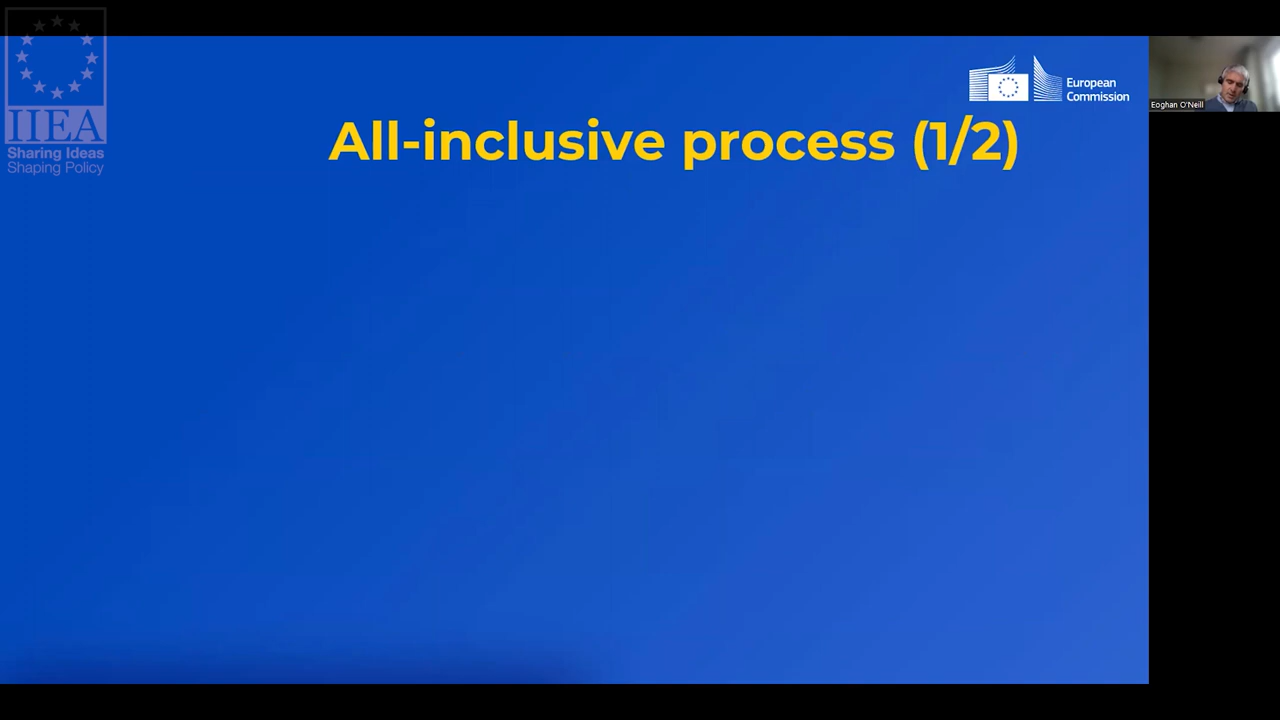 IIEA
Sharing Ideas
Shaping Policy
European
Commission
All-inclusive process (1/2)
Eoghan O'Neill